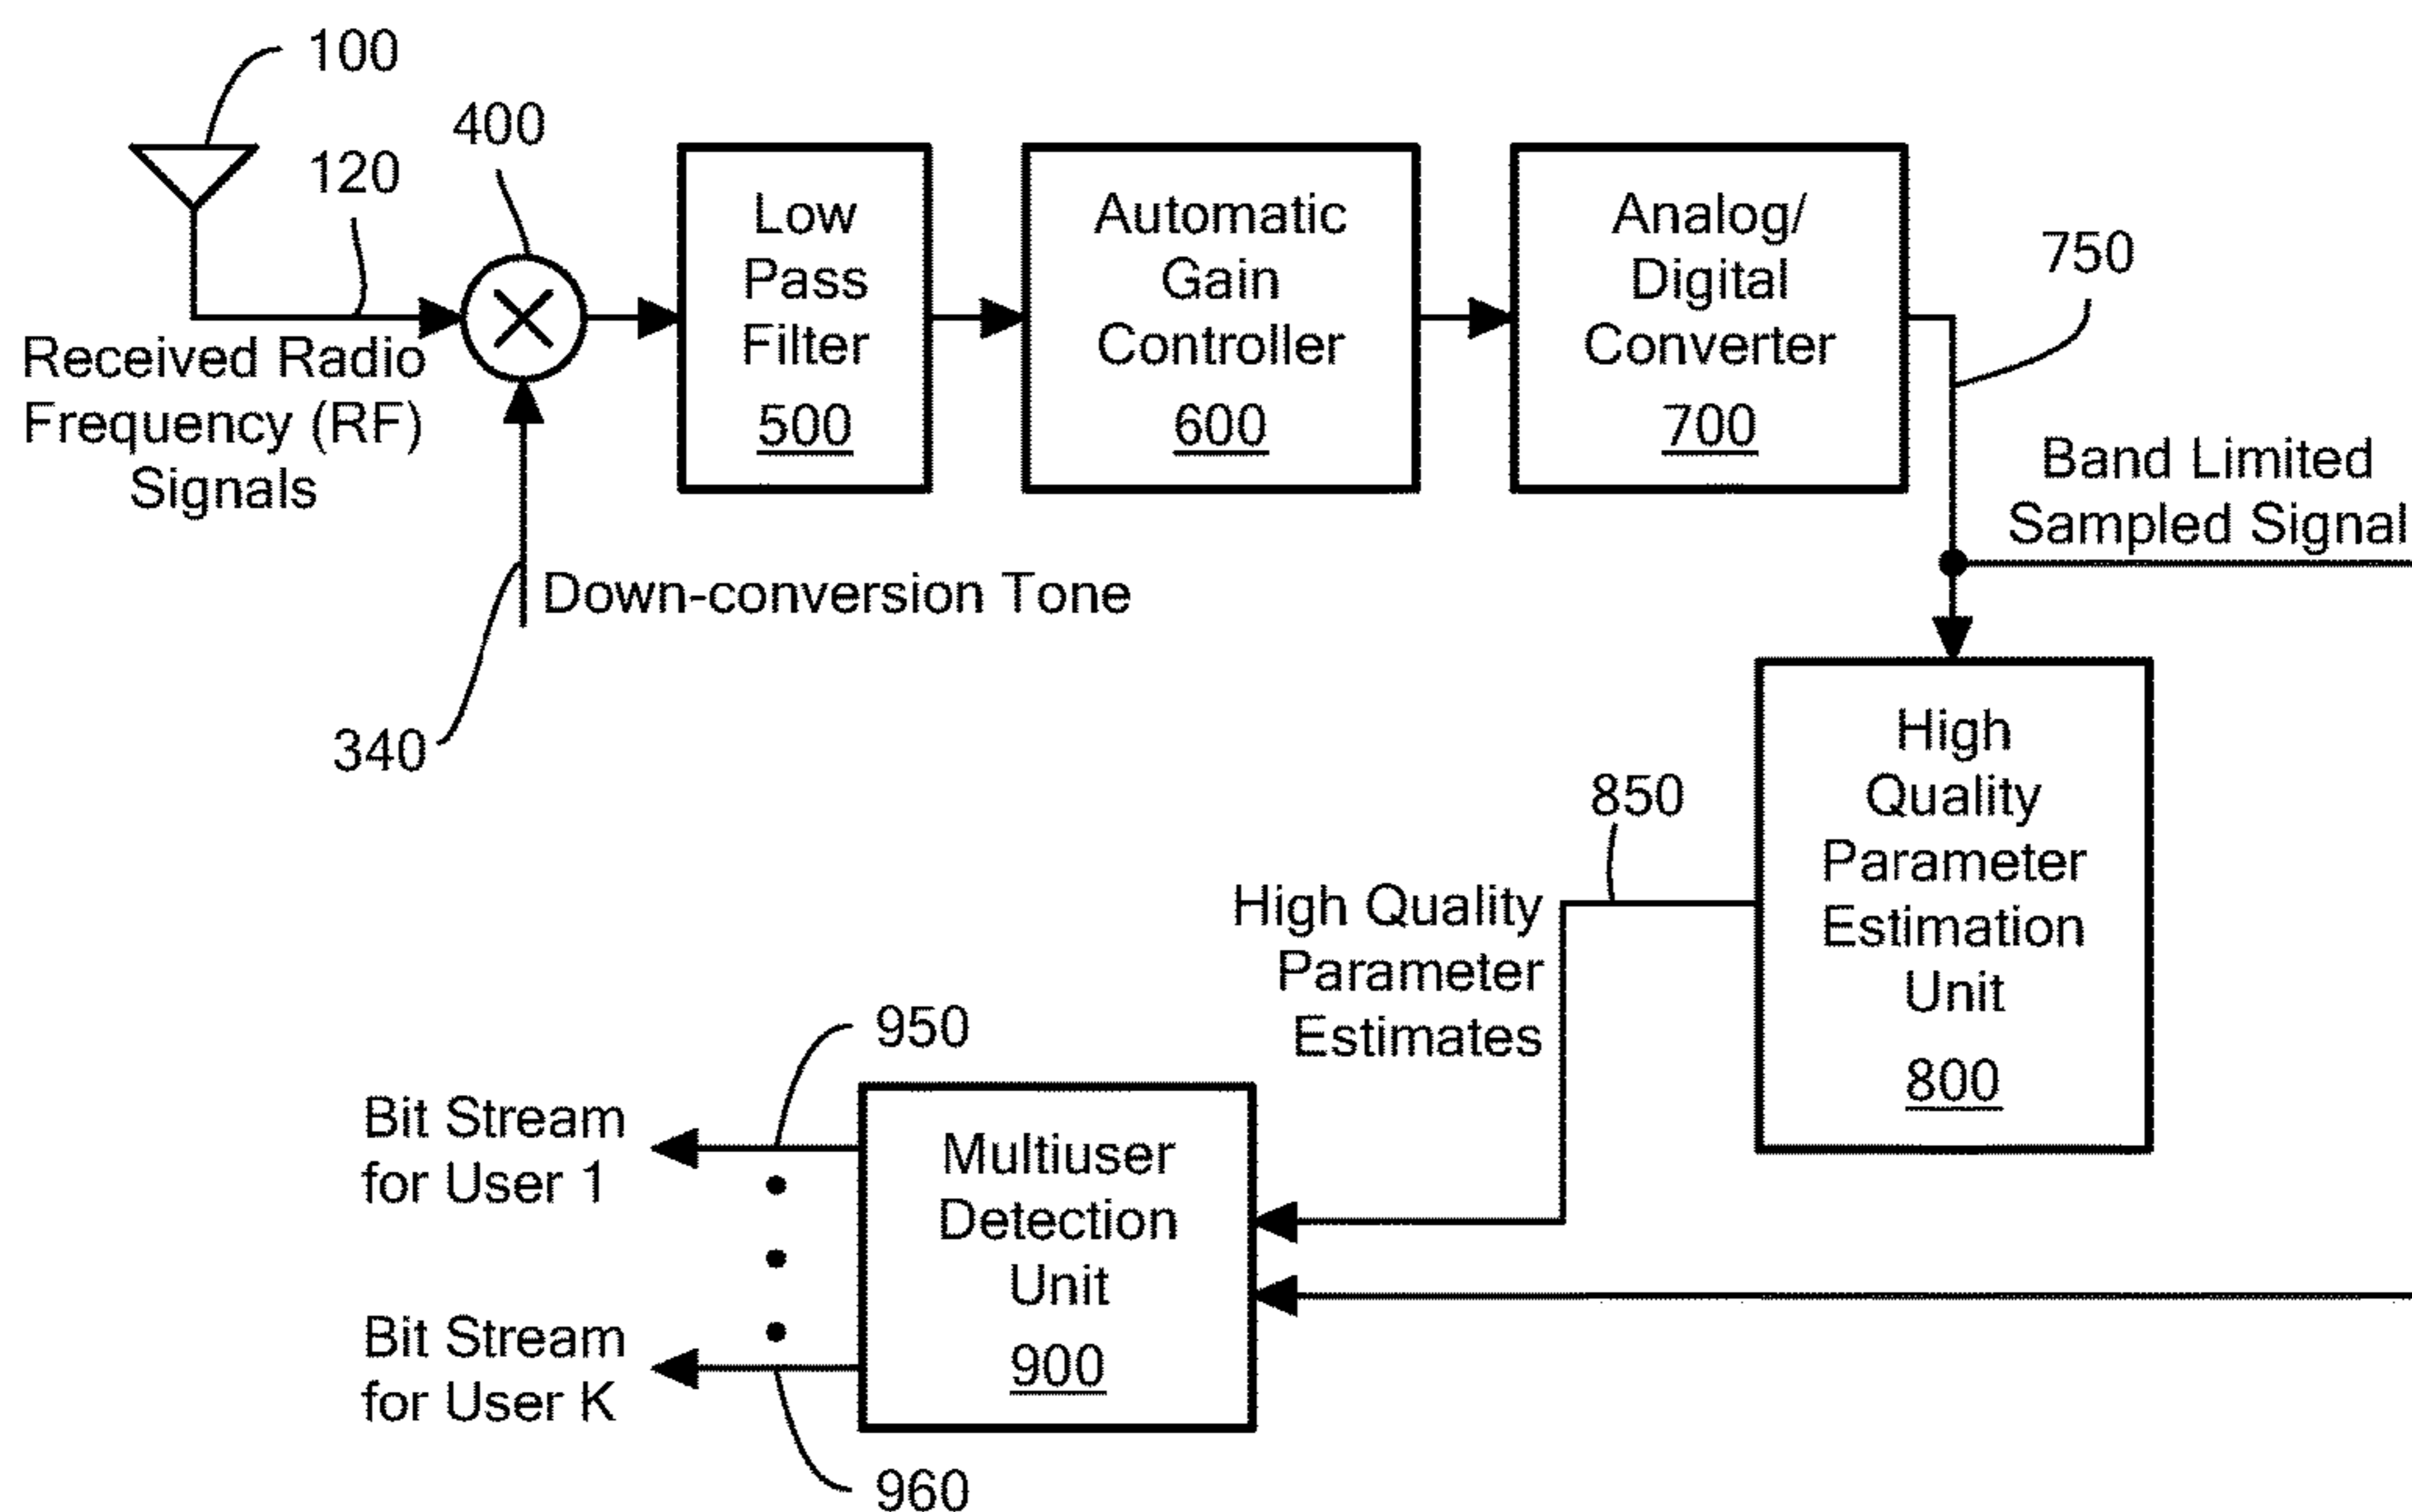 100
400
120
Received Radio
Frequency (RF)
Signals
340
Down-conversion Tone
Low
Pass
Filter
500
Automatic
Gain
Controller
600
Analog/
Digital
Converter
700
750
Band Limited
Sampled Signal
High
Quality
Parameter
Estimation
Unit
800
850
High Quality
Parameter
Estimates
Multiuser
Detection
Unit
900
950
Bit Stream
for User 1
Bit Stream
for User K
960